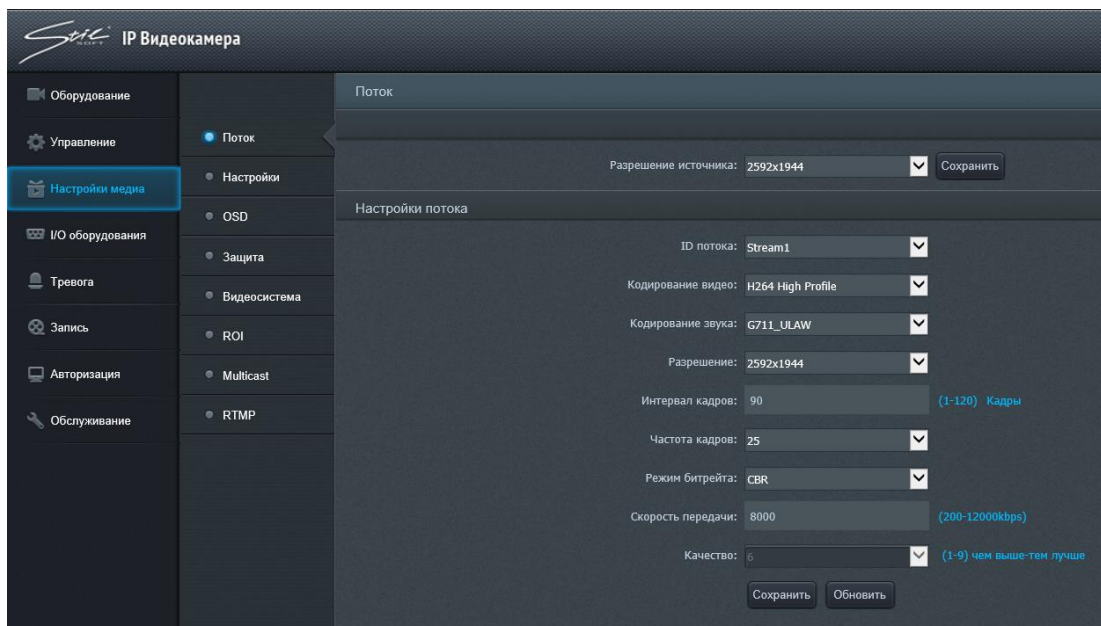 Stilsoft IP Видеокамера
Оборудование
Управление
Настройки медиа
I/O оборудования
Тревога
Запись
Авторизация
Обслуживание
Поток
Настройки
OSD
Защита
Видеосистема
ROI
Multicast
RTMP
Поток
Разрешение источника: 2592x1944 Сохранить
Настройки потока
ID потока: Stream1
Кодирование видео: H264 High Profile
Кодирование звука: G711_ULAW
Разрешение: 2592x1944
Интервал кадров: 90 (1-120) Кадры
Частота кадров: 25
Режим битрейта: CBR
Скорость передачи: 8000 (200-12000kbps)
Качество: 6 (1-9) чем выше-тем лучше
Сохранить Обновить